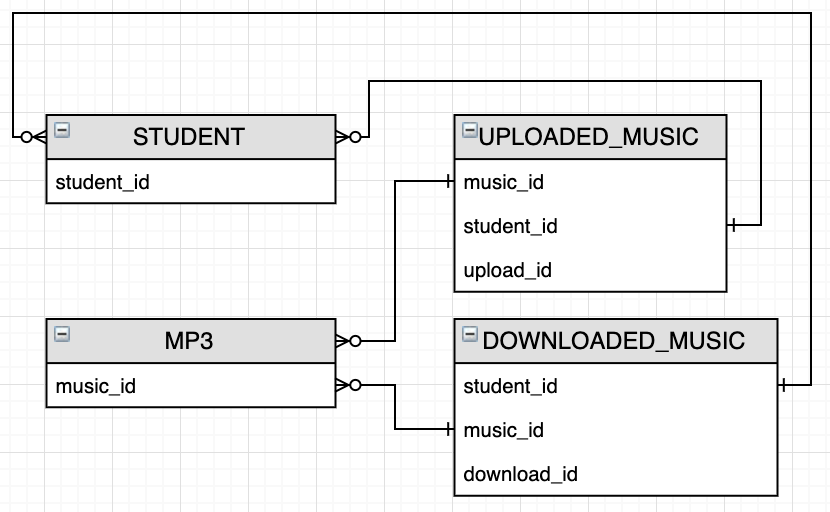 STUDENT
student_id
UPLOADED_MUSIC
music_id
student_id
upload_id
MP3
music_id
DOWNLOADED_MUSIC
student_id
music_id
download_id